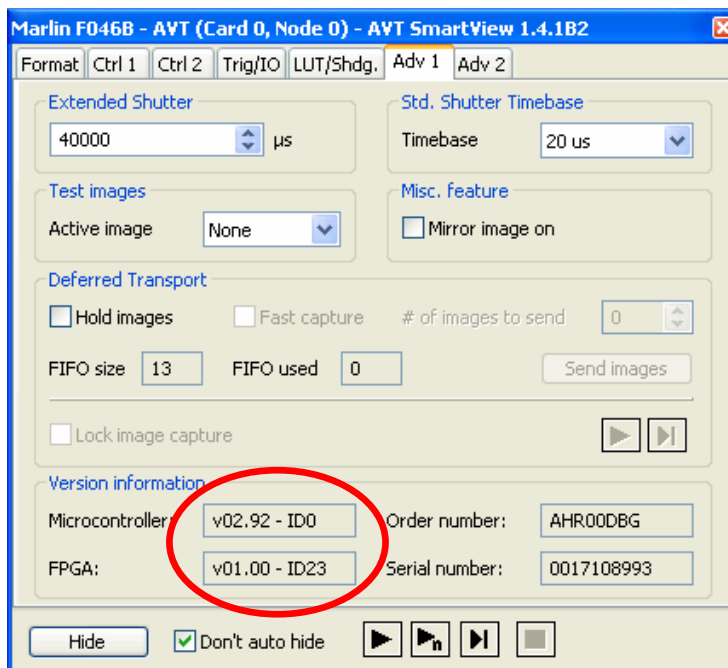 Marlin F046B - AVT (Card 0, Node 0) - AVT SmartView 1.4.1B2
Format Ctrl 1 Ctrl 2 Trig/IO LUT/Shdg. Adv 1 Adv 2
Extended Shutter Std. Shutter Timebase
40000 µs Timebase 20 us
Test images Misc. feature
Active image None Mirror image on
Deferred Transport
Hold images Fast capture # of images to send 0
FIFO size 13 FIFO used 0 Send images
Lock image capture
Version information
Microcontroller: v02.92 - ID0 Order number: AHR00DBG
FPGA: v01.00 - ID23 Serial number: 0017108993
Hide Don't auto hide n